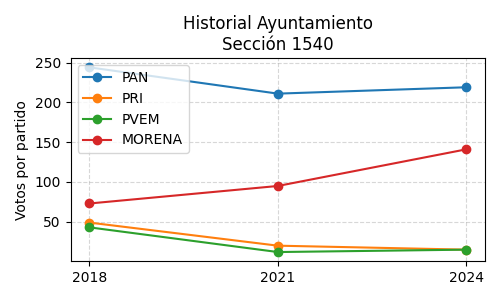 Historial Ayuntamiento
Sección 1540
Votos por partido
250
200
150
100
50
PAN
PRI
PVEM
MORENA
2018
2021
2024